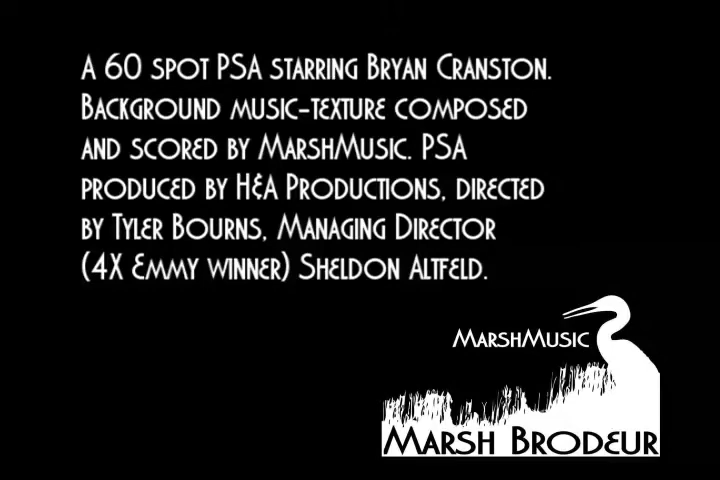 A 60 spot PSA starring Bryan Cranston.
Background music-texture composed
and scored by MarshMusic. PSA
produced by H&A Productions, directed
by Tyler Bourns, Managing Director
(4X Emmy winner) Sheldon Altfeld.
MarshMusic
Marsh Brodeur